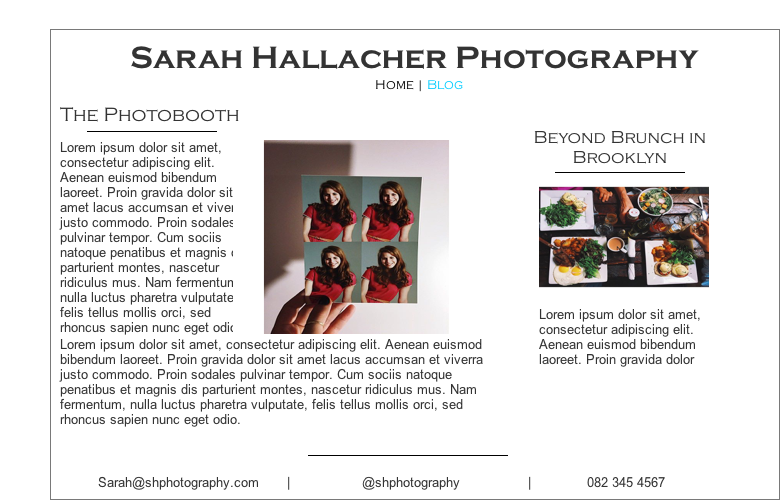 Sarah Hallacher Photography
Home | Blog
The Photobooth
Lorem ipsum dolor sit amet,
consectetur adipiscing elit.
Aenean euismod bibendum
laoreet. Proin gravida dolor sit
amet lacus accumsan et
justo commodo. Proin sodales
pulvinar tempor. Cum sociis
natoque penatibus et magnis
parturient montes, nascetur
ridiculus mus. Nam fermentum
nulla luctus pharetra vulputate
felis tellus mollis orci, sed
rhoncus sapien nunc eget
Lorem ipsum dolor sit amet, consectetur adipiscing elit. Aenean euismod
bibendum laoreet. Proin gravida dolor sit amet lacus accumsan et viverra
justo commodo. Proin sodales pulvinar tempor. Cum sociis natoque
penatibus et magnis dis parturient montes, nascetur ridiculus mus. Nam
fermentum, nulla luctus pharetra vulputate, felis tellus mollis orci, sed
rhoncus sapien nunc eget odio.
Beyond Brunch in
Brooklyn
Lorem ipsum dolor sit amet,
consectetur adipiscing elit.
Aenean euismod bibendum
laoreet. Proin gravida dolor
Sarah@shphotography.com | @shphotography | 082 345 4567